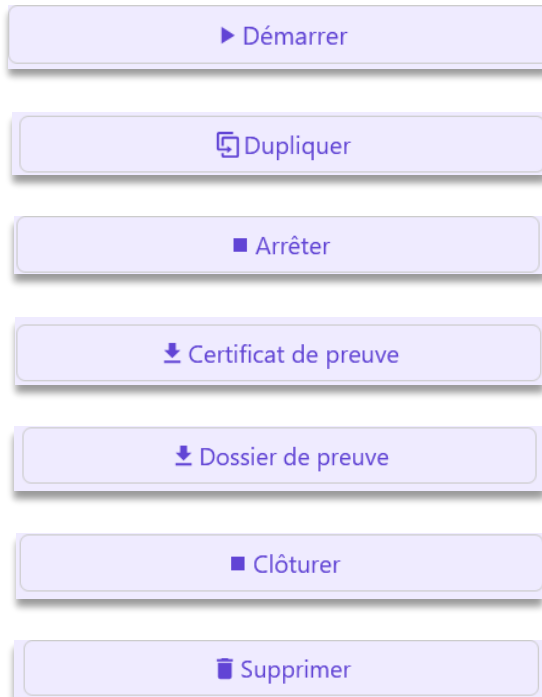 Démarrer
Dupliquer
Arrêter
Certificat de preuve
Dossier de preuve
Clôturer
Supprimer